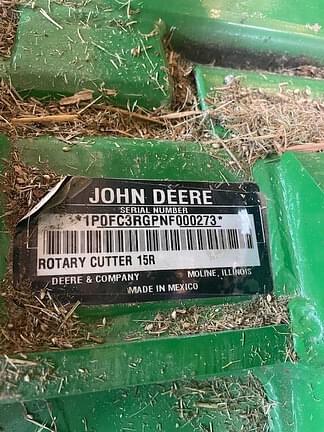 JOHN DEERE
SERIAL NUMBER
*1P0FC3RGPNF000273*
ROTARY CUTTER 15R
DEERE & COMPANY MOLINE, ILLINOIS
MADE IN MEXICO